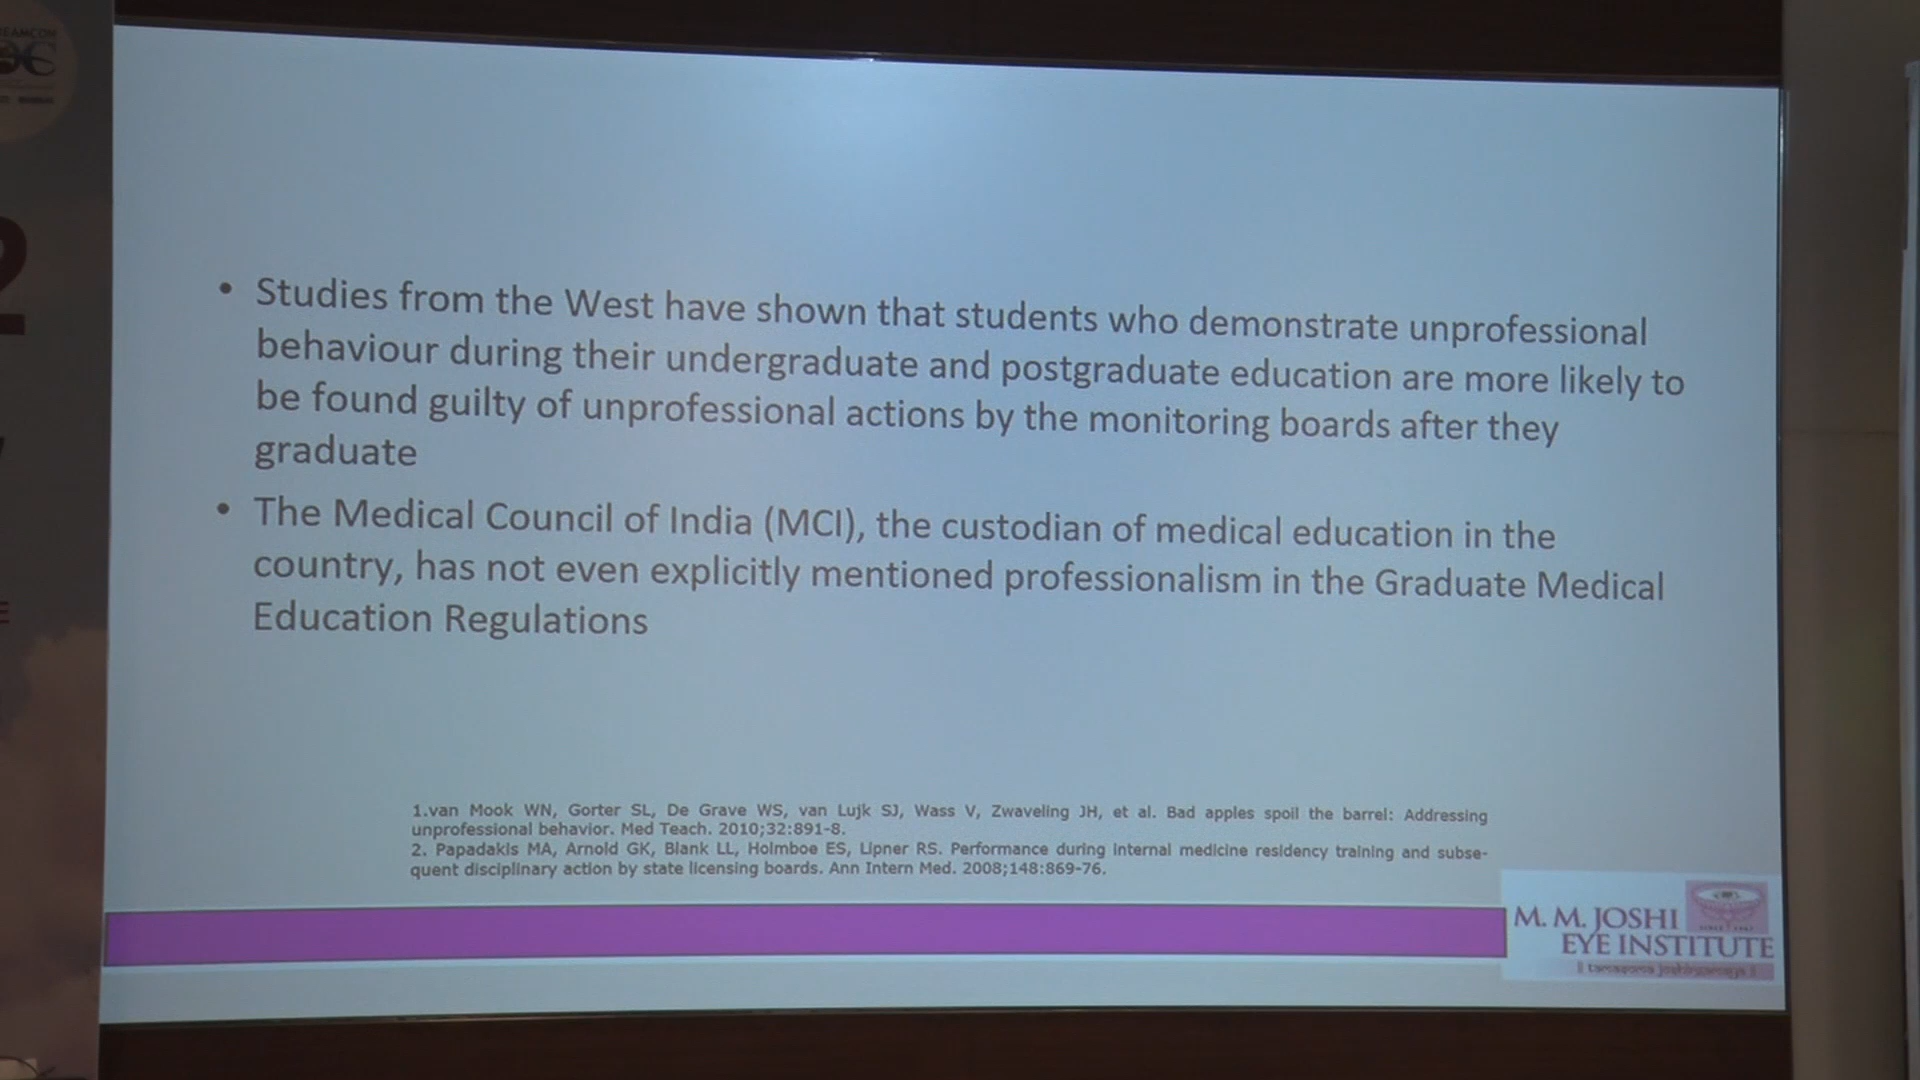 • Studies from the West have shown that students who demonstrate unprofessional
behaviour during their undergraduate and postgraduate education are more likely to
be found guilty of unprofessional actions by the monitoring boards after they
graduate
• The Medical Council of India (MCI), the custodian of medical education in the
country, has not even explicitly mentioned professionalism in the Graduate Medical
Education Regulations
1.van Mook WN, Gorter SL, De Grave WS, van Lujk SJ, Wass V, Zwaveling JH, et al. Bad apples spoil the barrel: Addressing
unprofessional behavior. Med Teach. 2010;32:891-8.
2. Papadakis MA, Arnold GK, Blank LL, Holmboe ES, Lipner RS. Performance during internal medicine residency training and subse-
quent disciplinary action by state licensing boards. Ann Intern Med. 2008;148:869-76.
M. M. JOSHI
EYE INSTITUTE
2